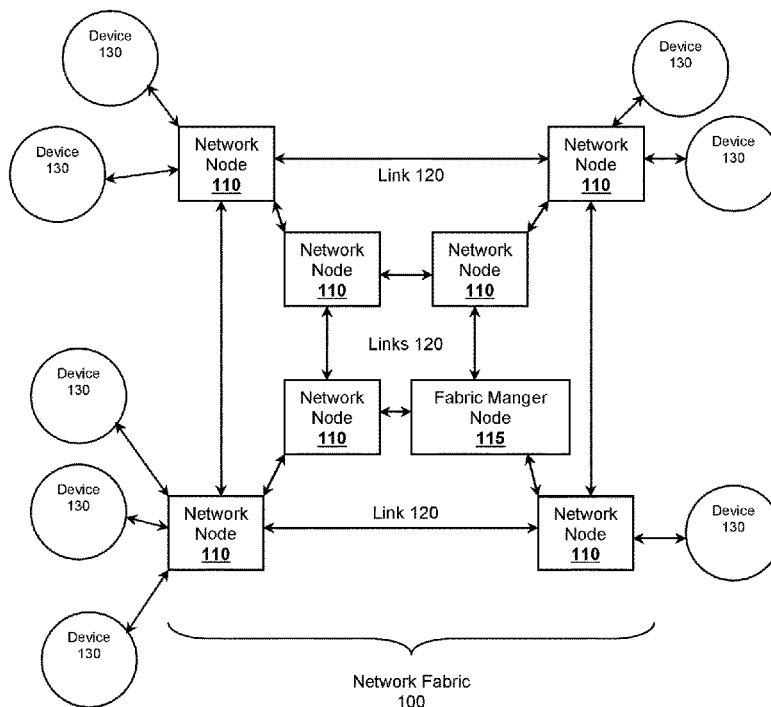 Device
130
Device
130
Device
130
Device
130
Network
Node
110
Link 120
Network
Node
110
Network
Node
110
Network
Node
110
Links 120
Device
130
Network
Node
110
Fabric Manger
Node
115
Device
130
Network
Node
110
Link 120
Network
Node
110
Device
130
Device
130
Network Fabric
100